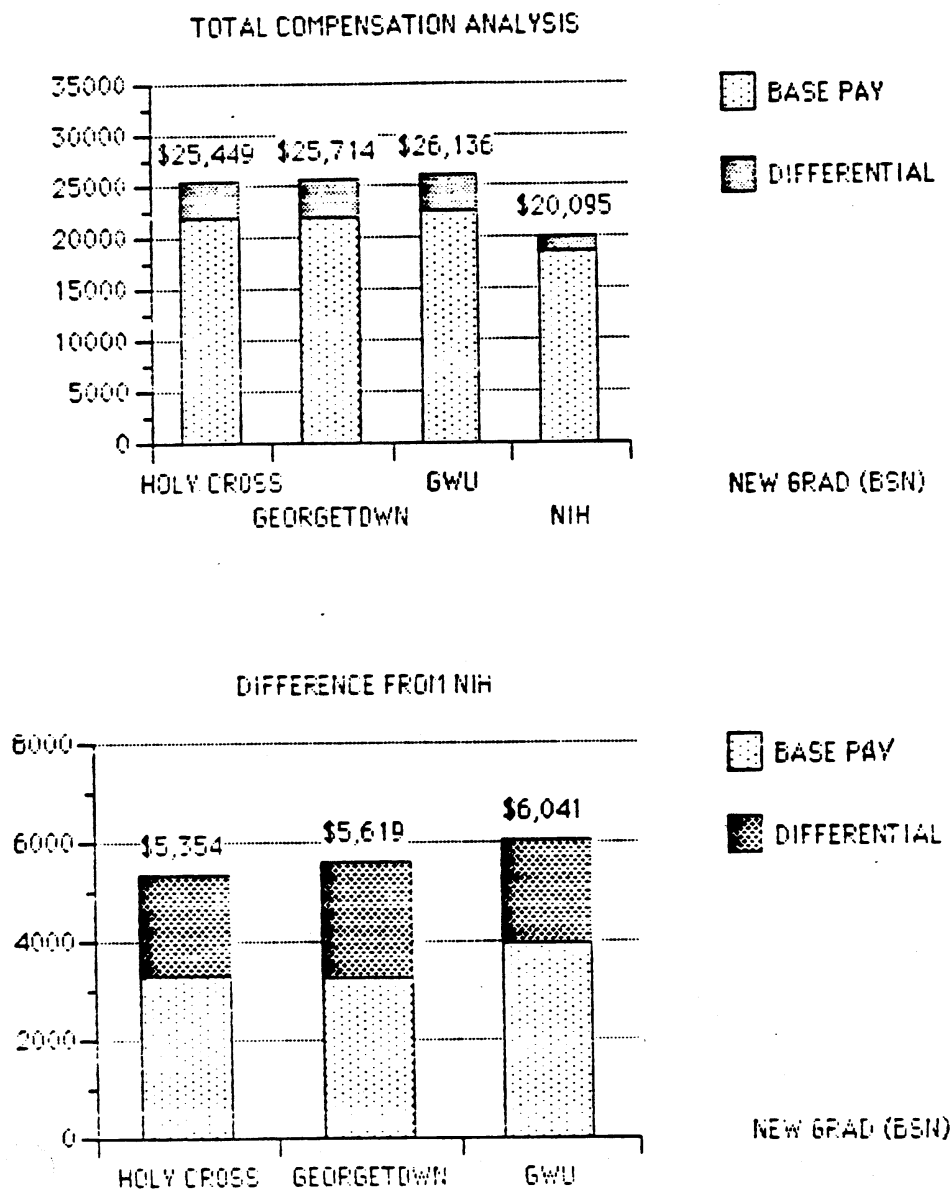 TOTAL COMPENSATION ANALYSIS
35000
30000
25000
20000
15000
10000
5000
0
$25,449 $25,714 $26,136
$20,095
BASE PAY
DIFFERENTIAL
HOLY CROSS GWU
GEORGETOWN NIH
NEW GRAD (BSN)
DIFFERENCE FROM NIH
8000
6000
4000
2000
0
$5,354 $5,619 $6,041
BASE PAY
DIFFERENTIAL
NEW GRAD (BSN)
HOLY CROSS GEORGETOWN GWU